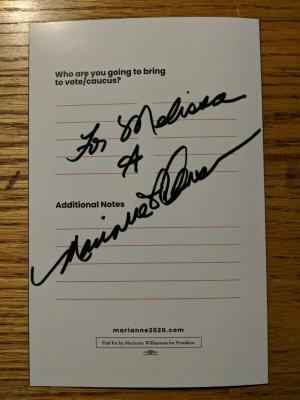 Who are you going to bring
to vote/caucus?
For Melissa
Additional Notes
Marianne
marianne2020.com
Paid for by Marianne Williamson for President